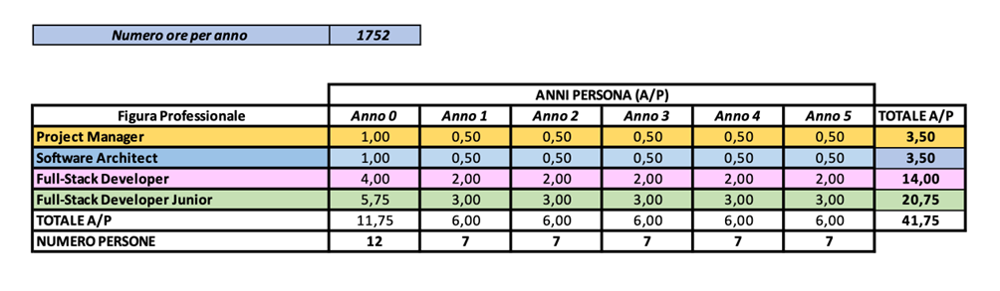 Numero ore per anno 1752
ANNI PERSONA (A/P)
Figura Professionale Anno 0 Anno 1 Anno 2 Anno 3 Anno 4 Anno 5 TOTALE A/P
Project Manager 1,00 0,50 0,50 0,50 0,50 0,50 3,50
Software Architect 1,00 0,50 0,50 0,50 0,50 0,50 3,50
Full-Stack Developer 4,00 2,00 2,00 2,00 2,00 2,00 14,00
Full-Stack Developer Junior 5,75 3,00 3,00 3,00 3,00 3,00 20,75
TOTALE A/P 11,75 6,00 6,00 6,00 6,00 6,00 41,75
NUMERO PERSONE 12 7 7 7 7 7